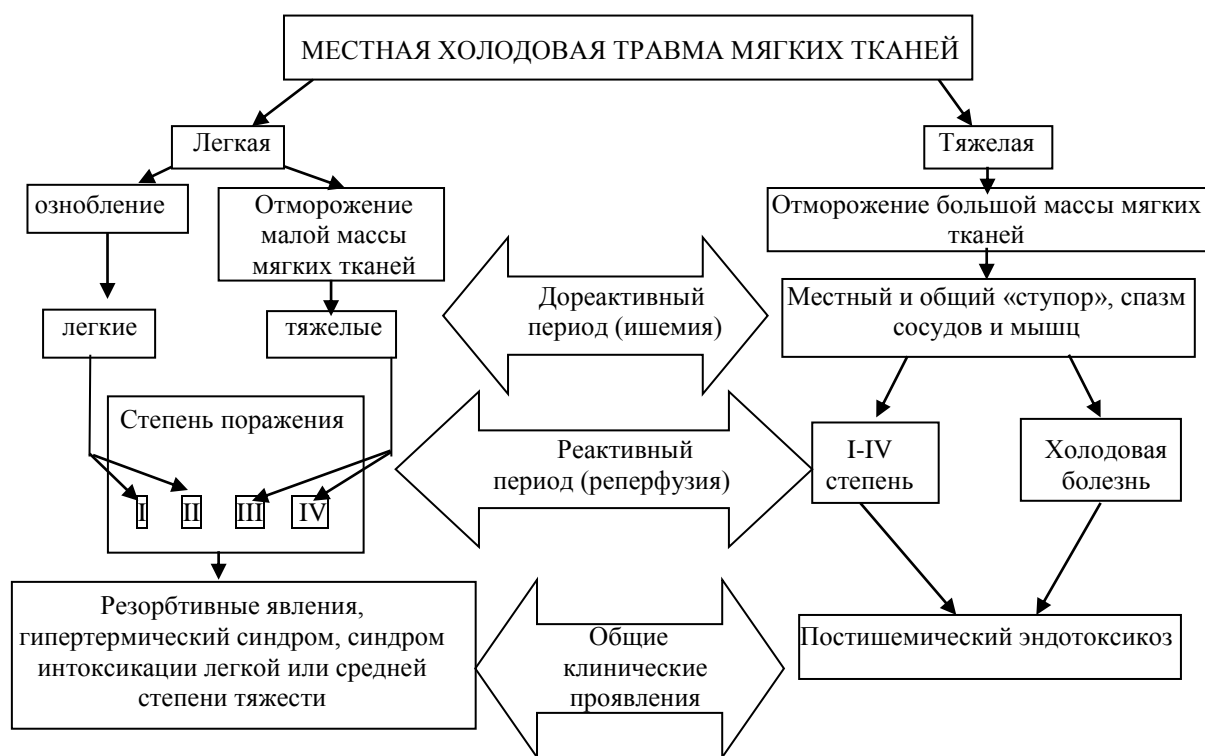 МЕСТНАЯ ХОЛОДОВАЯ ТРАВМА МЯГКИХ ТКАНЕЙ
Легкая
Тяжелая
ознобление
Отморожение
малой массы
мягких тканей
Отморожение большой массы мягких
тканей
легкие
тяжелые
Дореактивный
период (ишемия)
Местный и общий «ступор», спазм
сосудов и мышц
Степень поражения
I
II
III
IV
Реактивный
период (реперфузия)
I-IV
степень
Холодовая
болезнь
Резорбтивные явления,
гипертермический синдром, синдром
интоксикации легкой или средней
степени тяжести
Общие
клинические
проявления
Постишемический эндотоксикоз